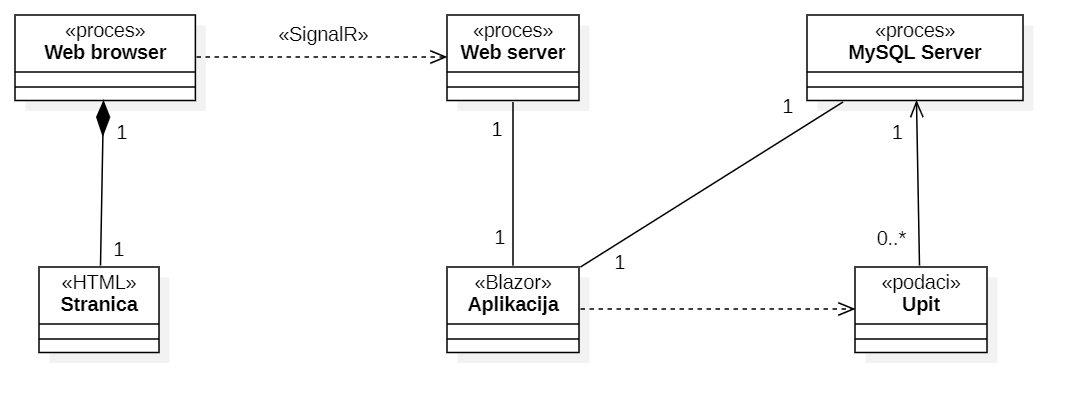 «proces»
Web browser
«SignalR»
«proces»
Web server
«proces»
MySQL Server
1
1
1
1
1
1
0..*
1
«HTML»
Stranica
«Blazor»
Aplikacija
«podaci»
Upit